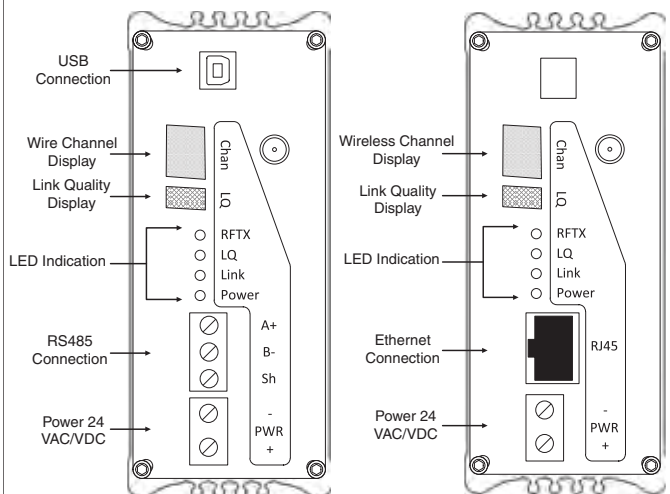 USB
Connection
Wire Channel
Display
Chan
Link Quality
Display
LQ
LED Indication
RFTX
LQ
Link
Power
RS485
Connection
A+
B-
Sh
Power 24
VAC/VDC
-
PWR
+
Wireless Channel
Display
Chan
Link Quality
Display
LQ
LED Indication
RFTX
LQ
Link
Power
Ethernet
Connection
RJ45
Power 24
VAC/VDC
-
PWR
+